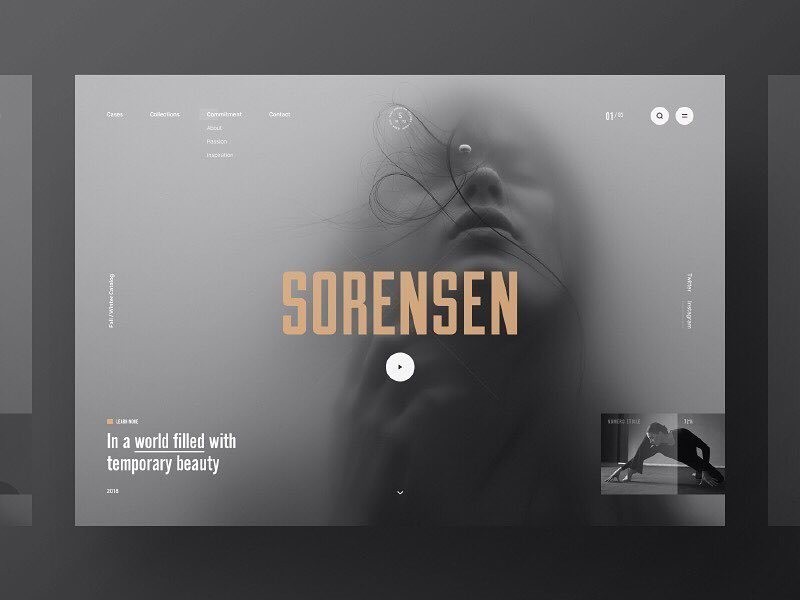 Cases Collections Commitment Contact
About
Passion
Inspiration
S
01/05
Fall / Winter Catalog
Twitter Instagram
SORENSEN
LEARN MORE
In a world filled with
temporary beauty
2018
NUMERO ETOILE 72%